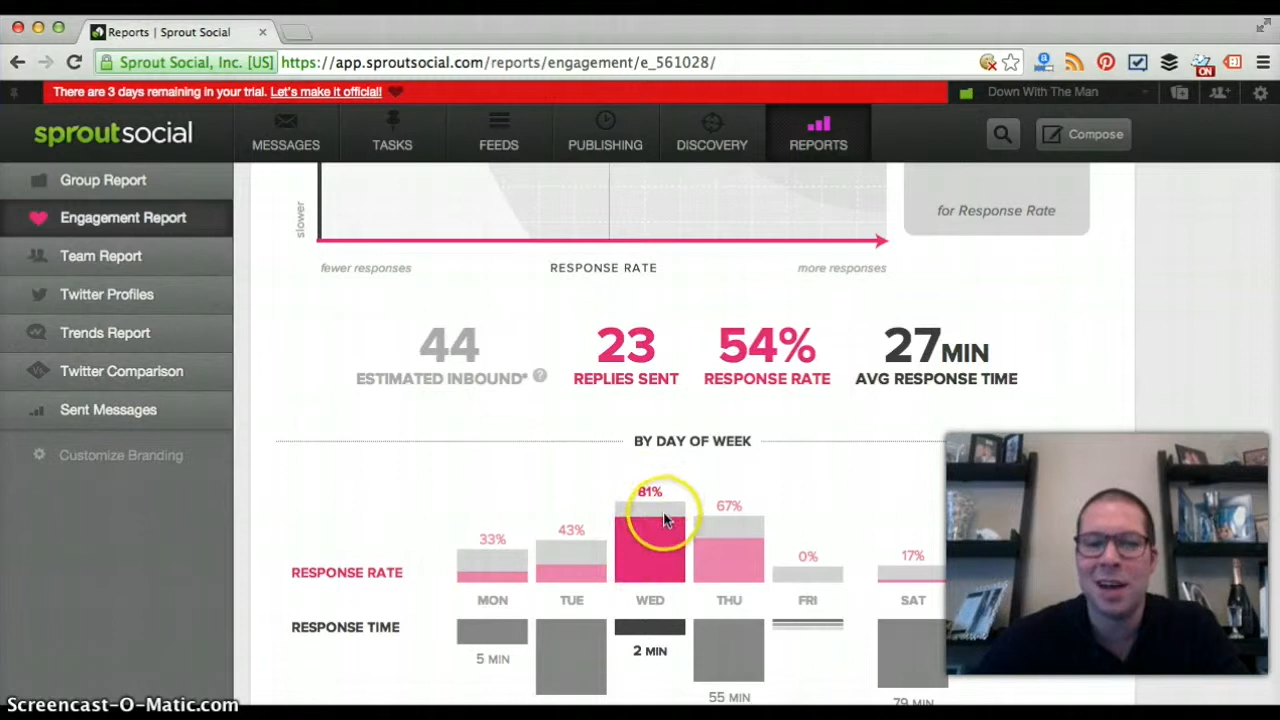 Reports | Sprout Social
Sprout Social, Inc. [US] https://app.sproutsocial.com/reports/engagement/e_561028/
ON
There are 3 days remaining in your trial. Let's make it official!
Down With The Man
sproutsocial
MESSAGES
TASKS
FEEDS
PUBLISHING
DISCOVERY
REPORTS
Compose
Group Report
Engagement Report
Team Report
Twitter Profiles
Trends Report
Twitter Comparison
Sent Messages
Customize Branding
slower
for Response Rate
fewer responses RESPONSE RATE more responses
44 23 54% 27MIN
ESTIMATED INBOUND* ? REPLIES SENT RESPONSE RATE AVG RESPONSE TIME
BY DAY OF WEEK
33% 43% 81% 67% 0% 17%
RESPONSE RATE
MON TUE WED THU FRI SAT
RESPONSE TIME
5 MIN 2 MIN 55 MIN 79 MIN
Screencast-O-Matic.com